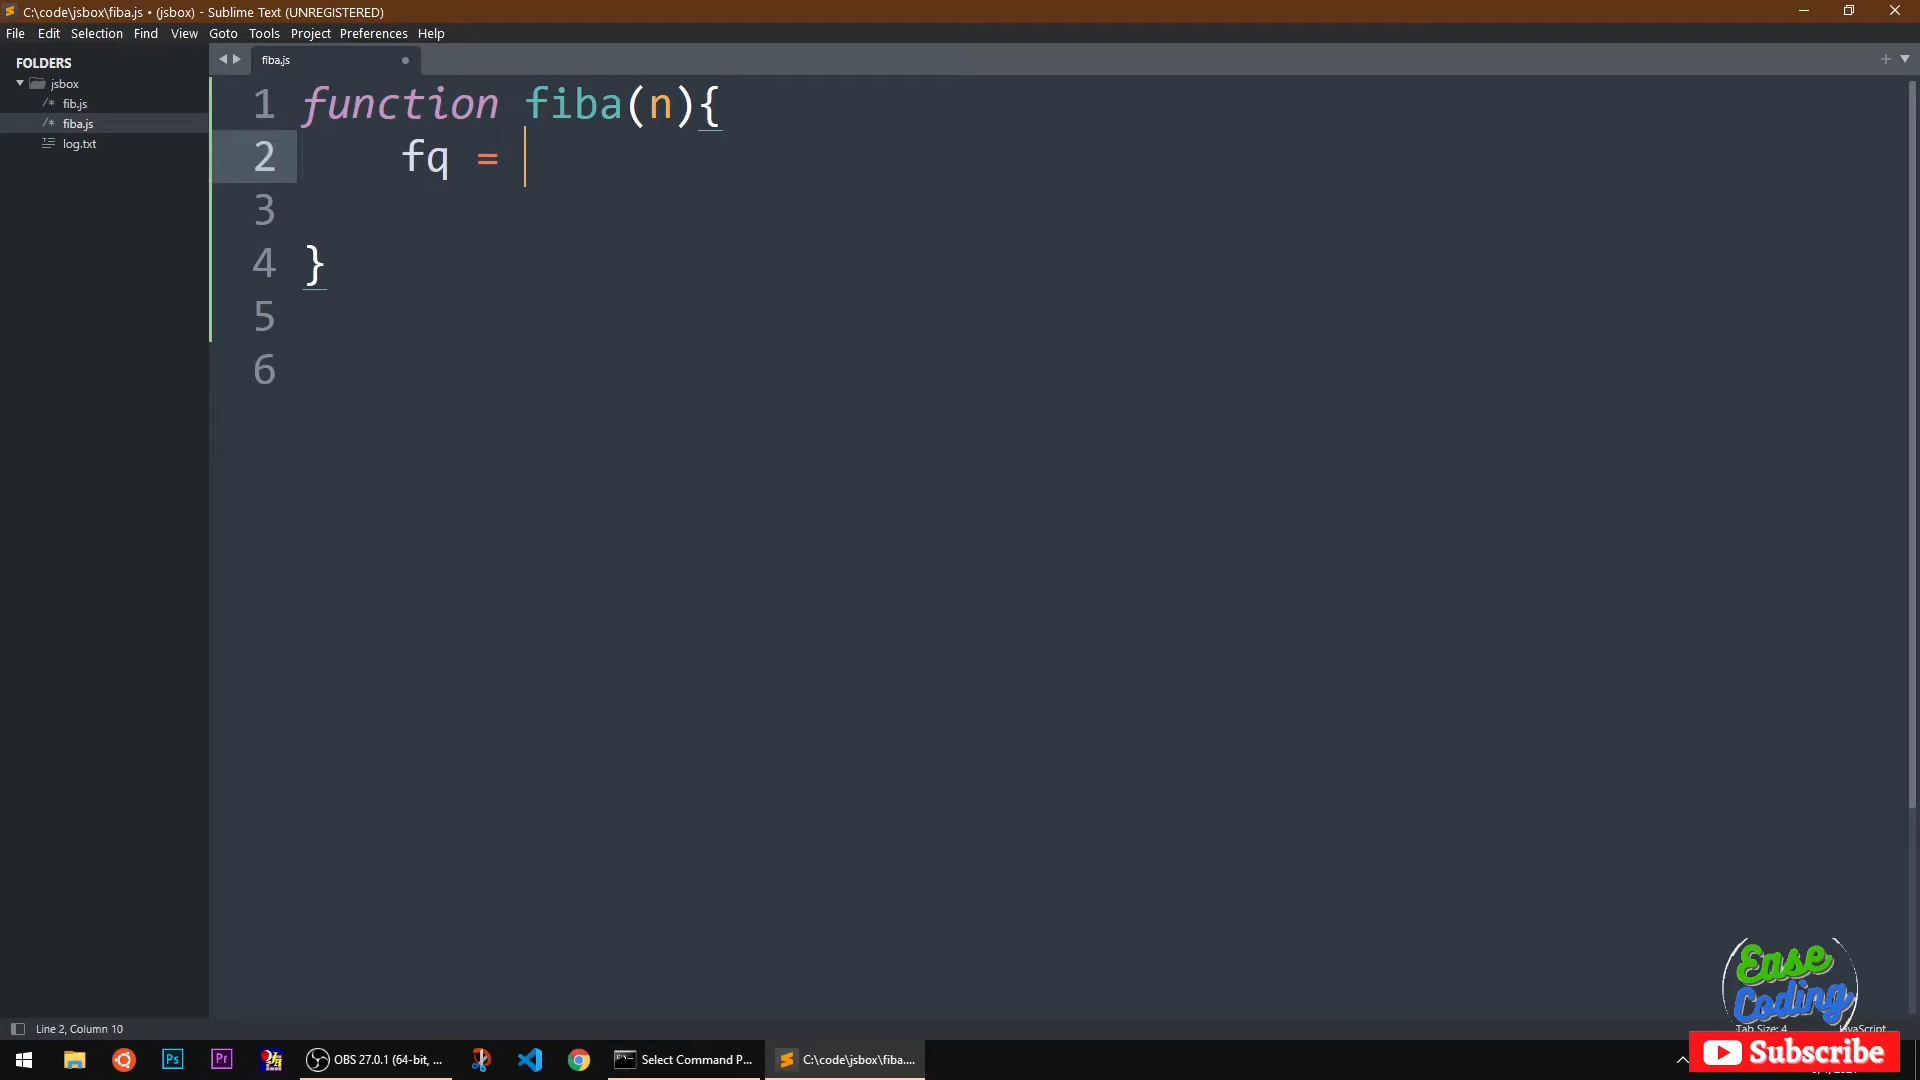 C:\code\jsbox\fiba.js • (jsbox) - Sublime Text (UNREGISTERED)
File Edit Selection Find View Goto Tools Project Preferences Help
FOLDERS
jsbox
/* fib.js
/* fiba.js
log.txt
fiba.js
1 function fiba(n){
2 fq =
3
4 }
5
6
Ease
Coding
Line 2, Column 10
Tab Size: 4
JavaScript
Ps
Pr
OBS 27.0.1 (64-bit, ...
Select Command P...
C:\code\jsbox\fiba....
Subscribe